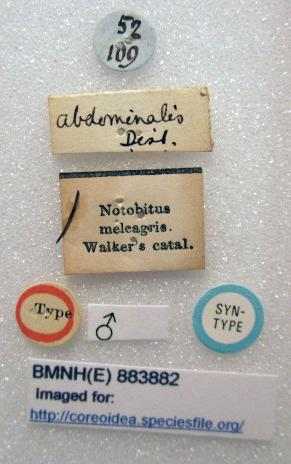 52
109
abdominalis
Dist.
Notobitus
meleagris.
Walker's catal.
Type
♂
SYN-
TYPE
BMNH(E) 883882
Imaged for:
http://coreoidea.speciesfile.org/